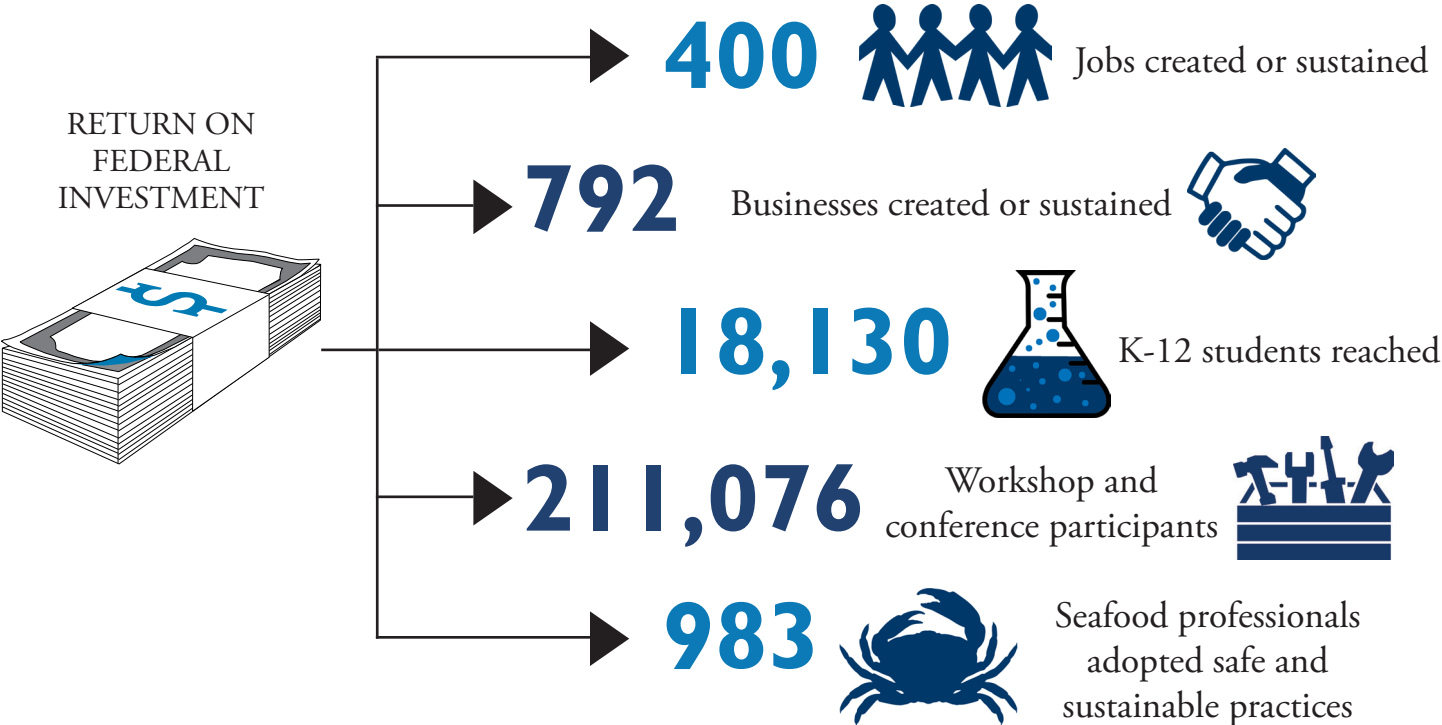 RETURN ON
FEDERAL
INVESTMENT
$
400
Jobs created or sustained
792
Businesses created or sustained
18,130
K-12 students reached
211,076
Workshop and
conference participants
983
Seafood professionals
adopted safe and
sustainable practices